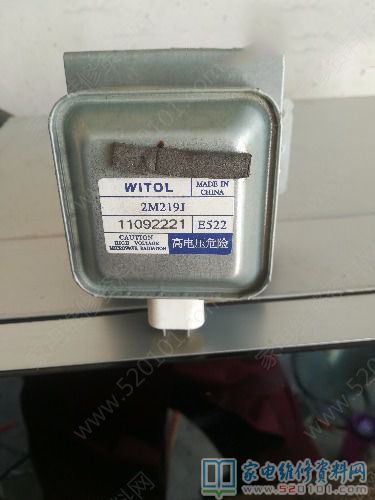 WITOL
MADE IN
CHINA
2M219J
11092221
E522
CAUTION
HIGH VOLTAGE
MICROWAVE RADIATION
高电压危险
家电维修资料网
www.520101.com